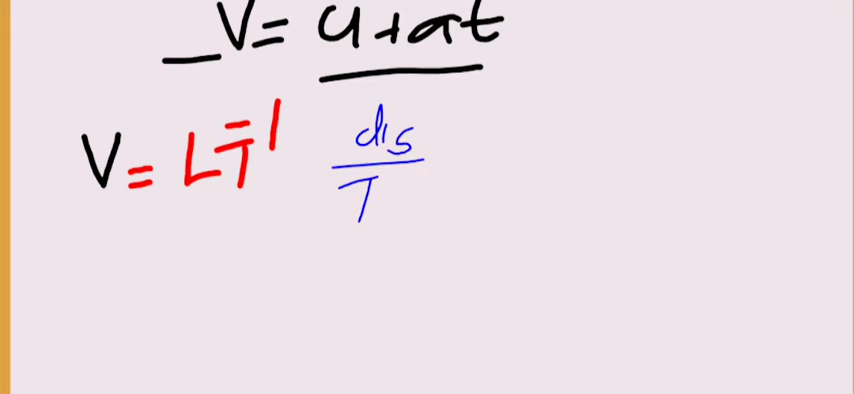 V= u+at
V= LT⁻¹ dis
T